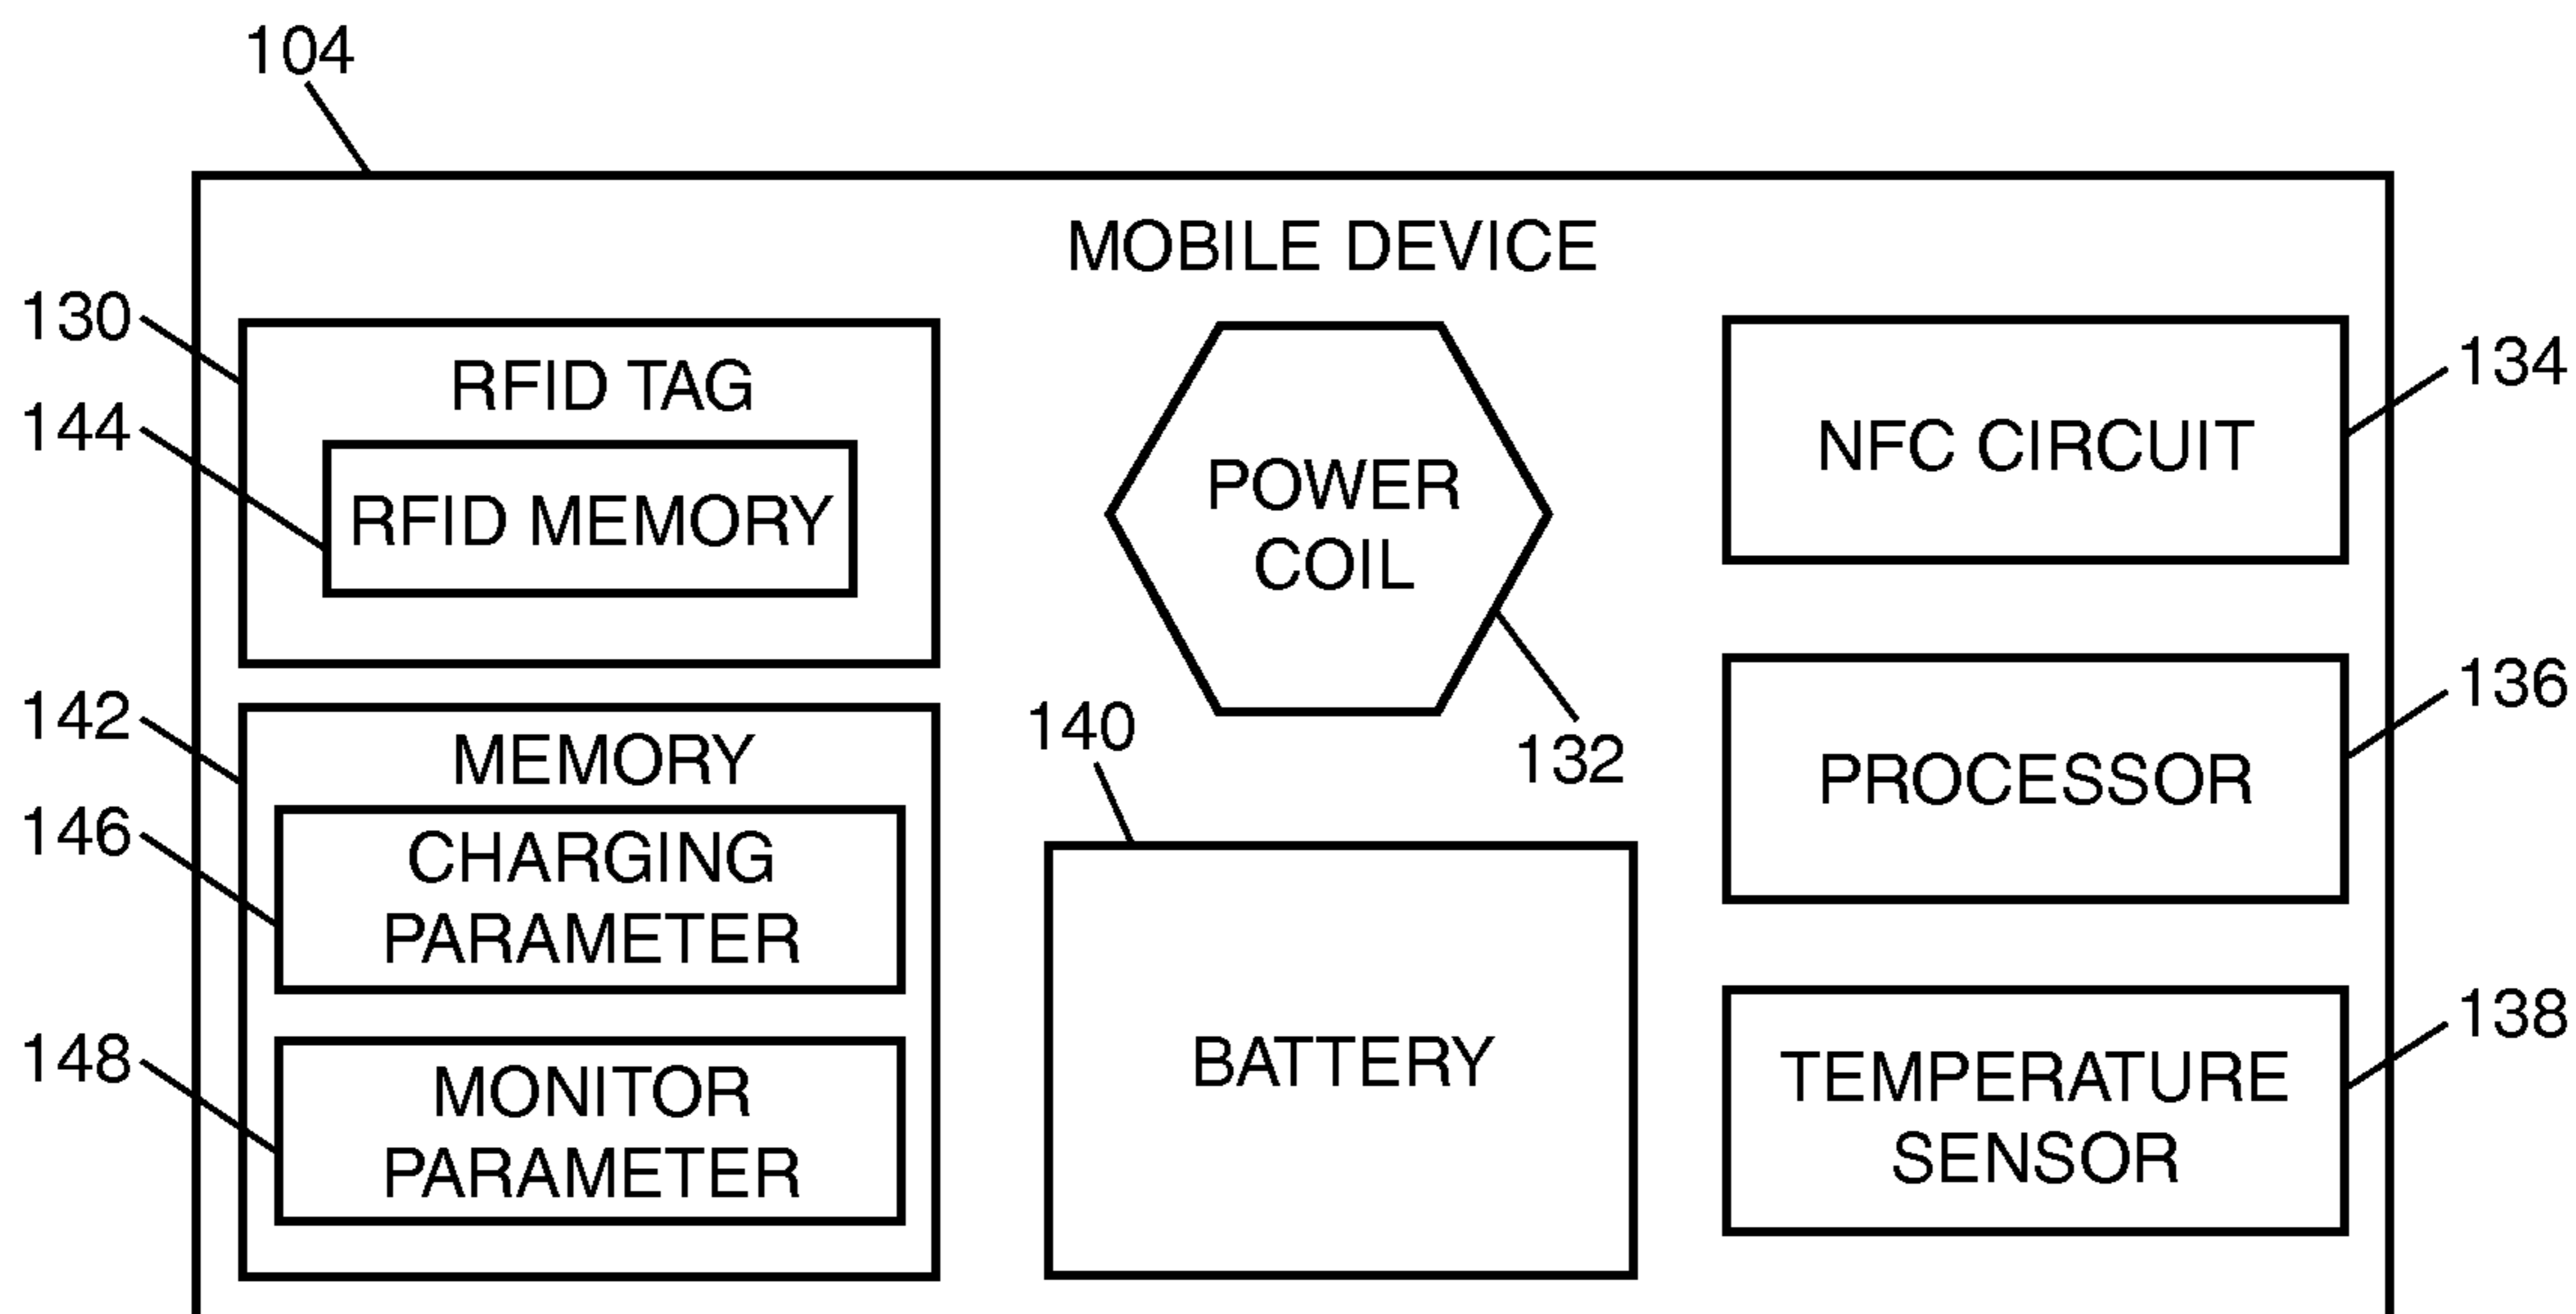 104
MOBILE DEVICE
130
RFID TAG
144
RFID MEMORY
POWER
COIL
132
NFC CIRCUIT
134
142
MEMORY
146
CHARGING
PARAMETER
148
MONITOR
PARAMETER
140
BATTERY
PROCESSOR
136
TEMPERATURE
SENSOR
138